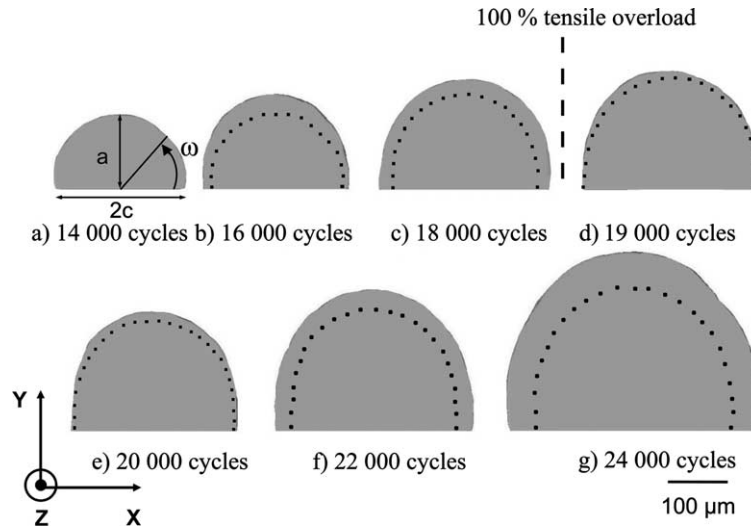 100 % tensile overload
a
ω
2c
a) 14 000 cycles b) 16 000 cycles c) 18 000 cycles d) 19 000 cycles
Y
e) 20 000 cycles f) 22 000 cycles g) 24 000 cycles
Z X 100 µm